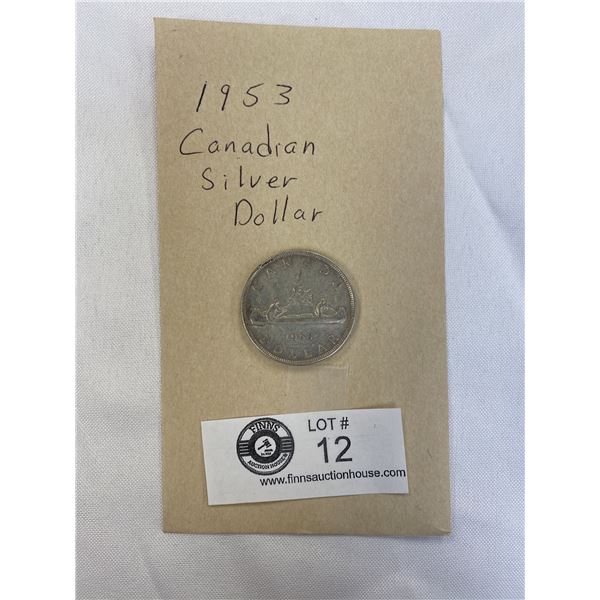 1953
Canadian
Silver
Dollar
CANADA
DOLLAR
FINNS
AUCTION HOUSE
LOT #
12
www.finnsauctionhouse.com